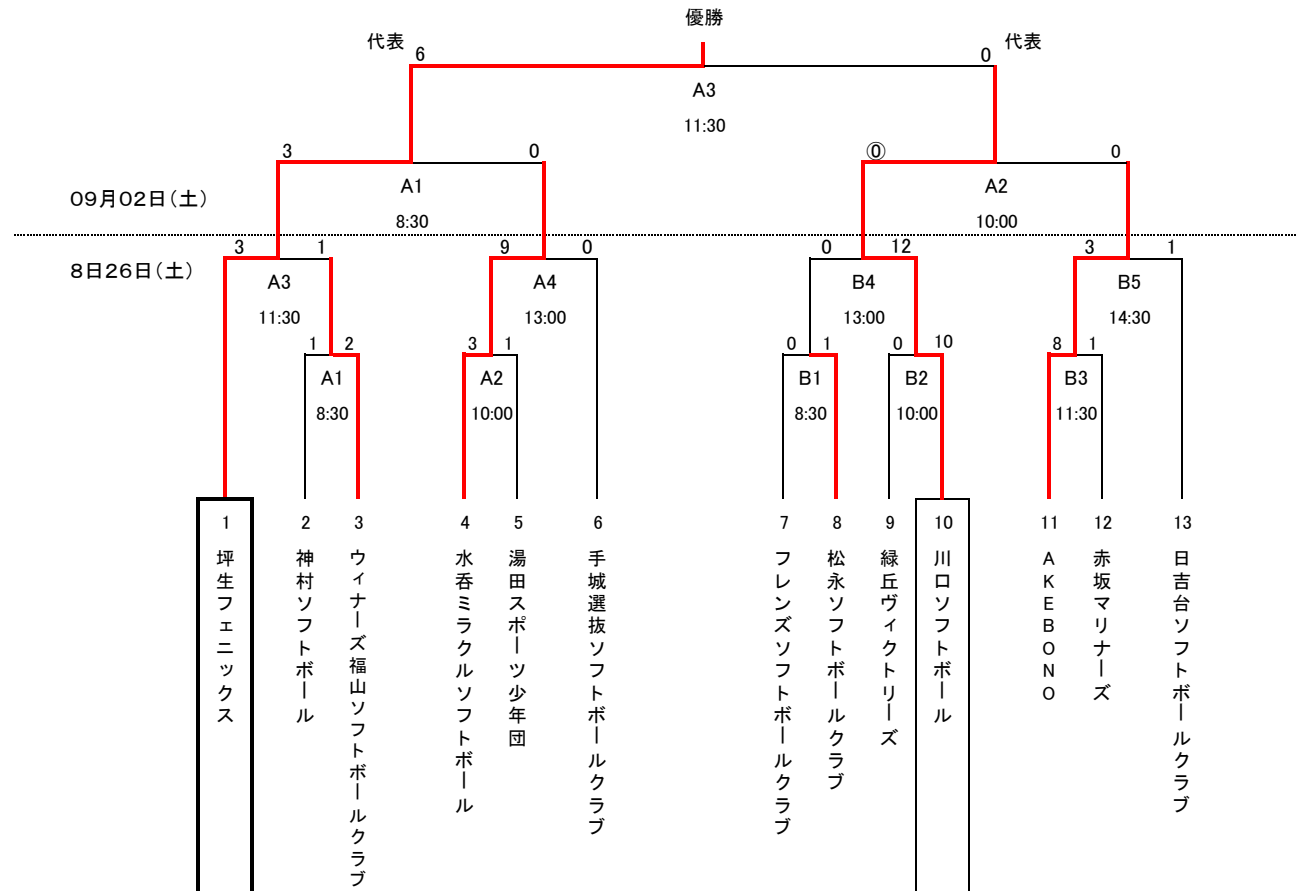 優勝
代表 6 0 代表
A3
11:30
3 0 ⓪ 0
A1 A2
09月02日(土)
8:30 10:00
3 1 9 0 0 12 3 1
8日26日(土)
A3 A4 B4 B5
11:30 13:00 13:00 14:30
1 2 3 1 0 1 0 10 8 1
A1 A2 B1 B2 B3
8:30 10:00 8:30 10:00 11:30
1 2 3 4 5 6 7 8 9 10 11 12 13
坪生フェニックス
神村ソフトボール
ウィナーズ福山ソフトボールクラブ
水呑ミラクルソフトボール
湯田スポーツ少年団
手城選抜ソフトボールクラブ
フレンズソフトボールクラブ
松永ソフトボールクラブ
緑丘ヴィクトリーズ
川口ソフトボール
AKEBONO
赤坂マリナーズ
日吉台ソフトボールクラブ